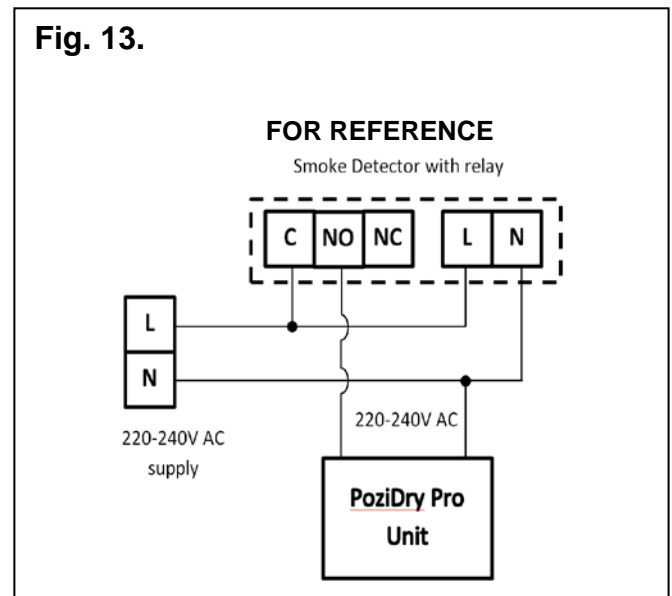 Fig. 13.
FOR REFERENCE
Smoke Detector with relay
C NO NC L N
L
N
220-240V AC
supply
220-240V AC
PoziDry Pro
Unit